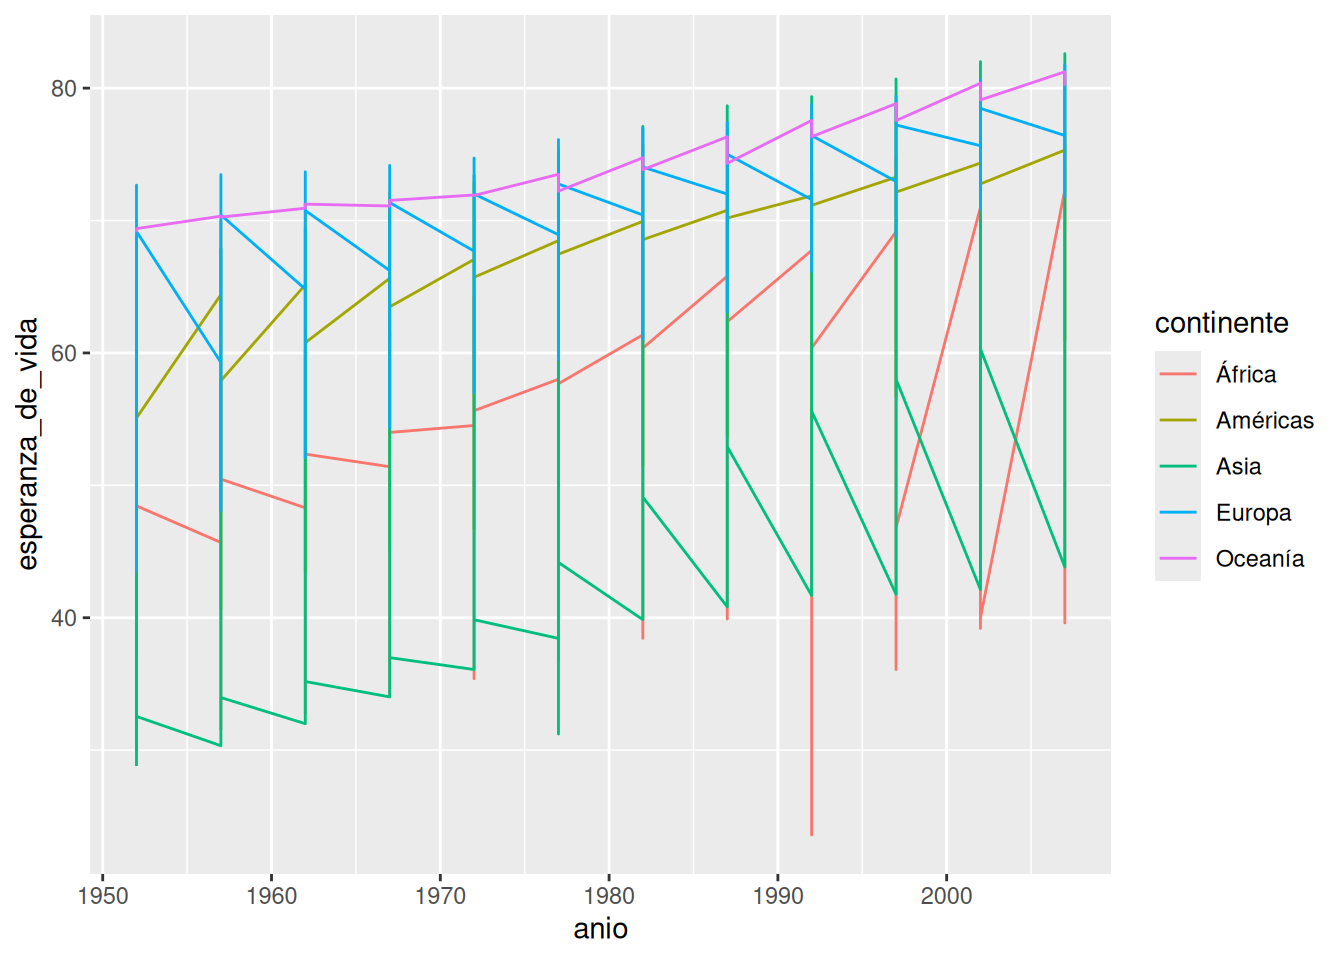 80
60
40
esperanza_de_vida
1950 1960 1970 1980 1990 2000
anio
continente
África
Américas
Asia
Europa
Oceanía